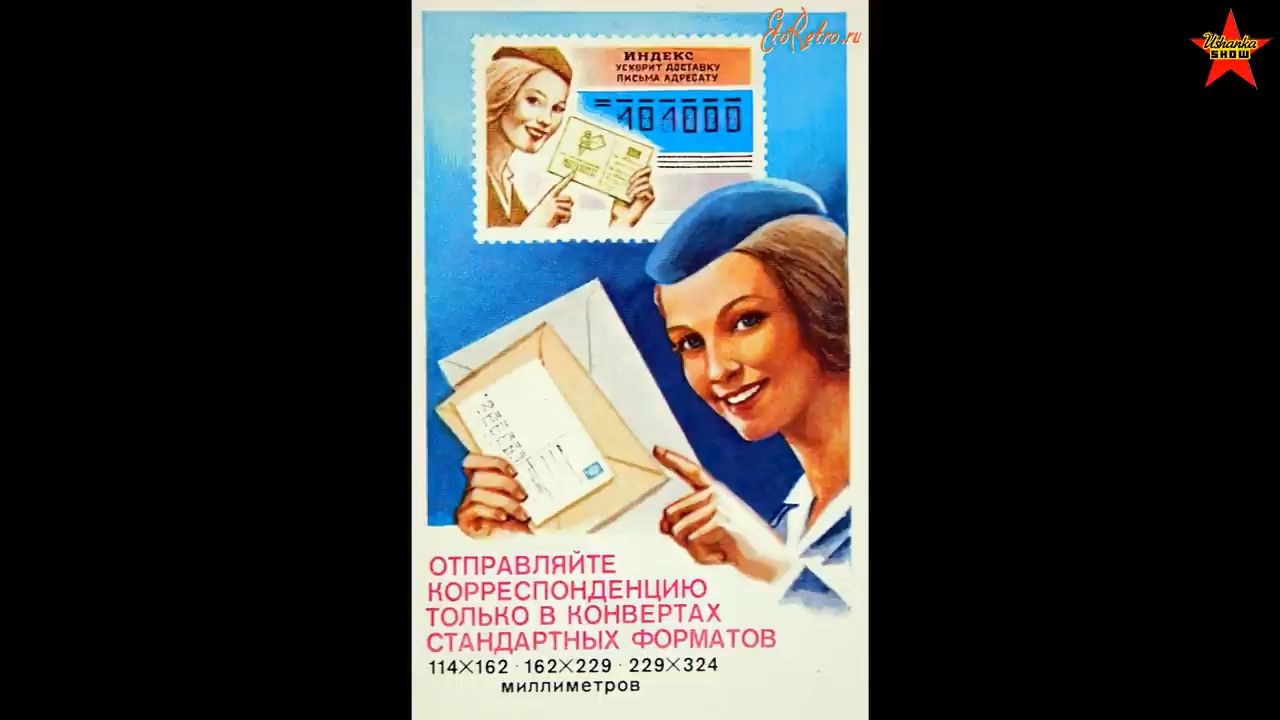 EtoRetro.ru
Ushanka
SHOW
ИНДЕКС
УСКОРИТ ДОСТАВКУ
ПИСЬМА АДРЕСАТУ
101000
ОТПРАВЛЯЙТЕ
КОРРЕСПОНДЕНЦИЮ
ТОЛЬКО В КОНВЕРТАХ
СТАНДАРТНЫХ ФОРМАТОВ
114×162 · 162×229 · 229×324
миллиметров